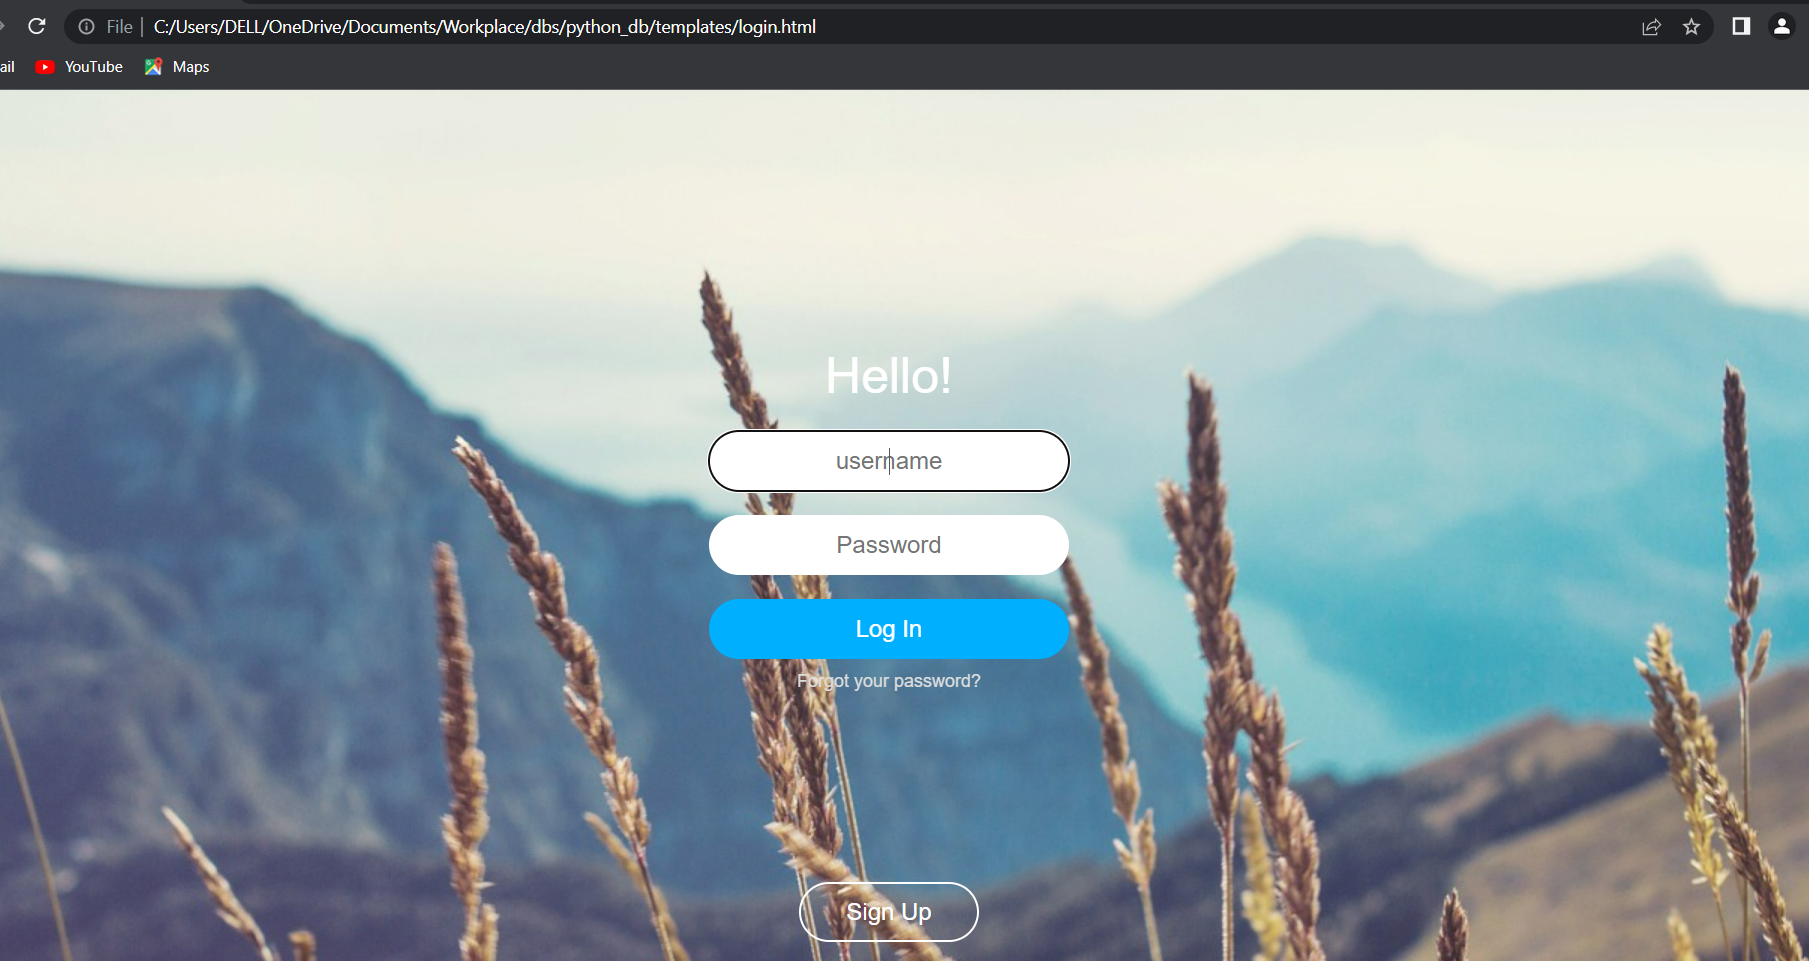 File | C:/Users/DELL/OneDrive/Documents/Workplace/dbs/python_db/templates/login.html
ail YouTube Maps
Hello!
username
Password
Log In
Forgot your password?
Sign Up